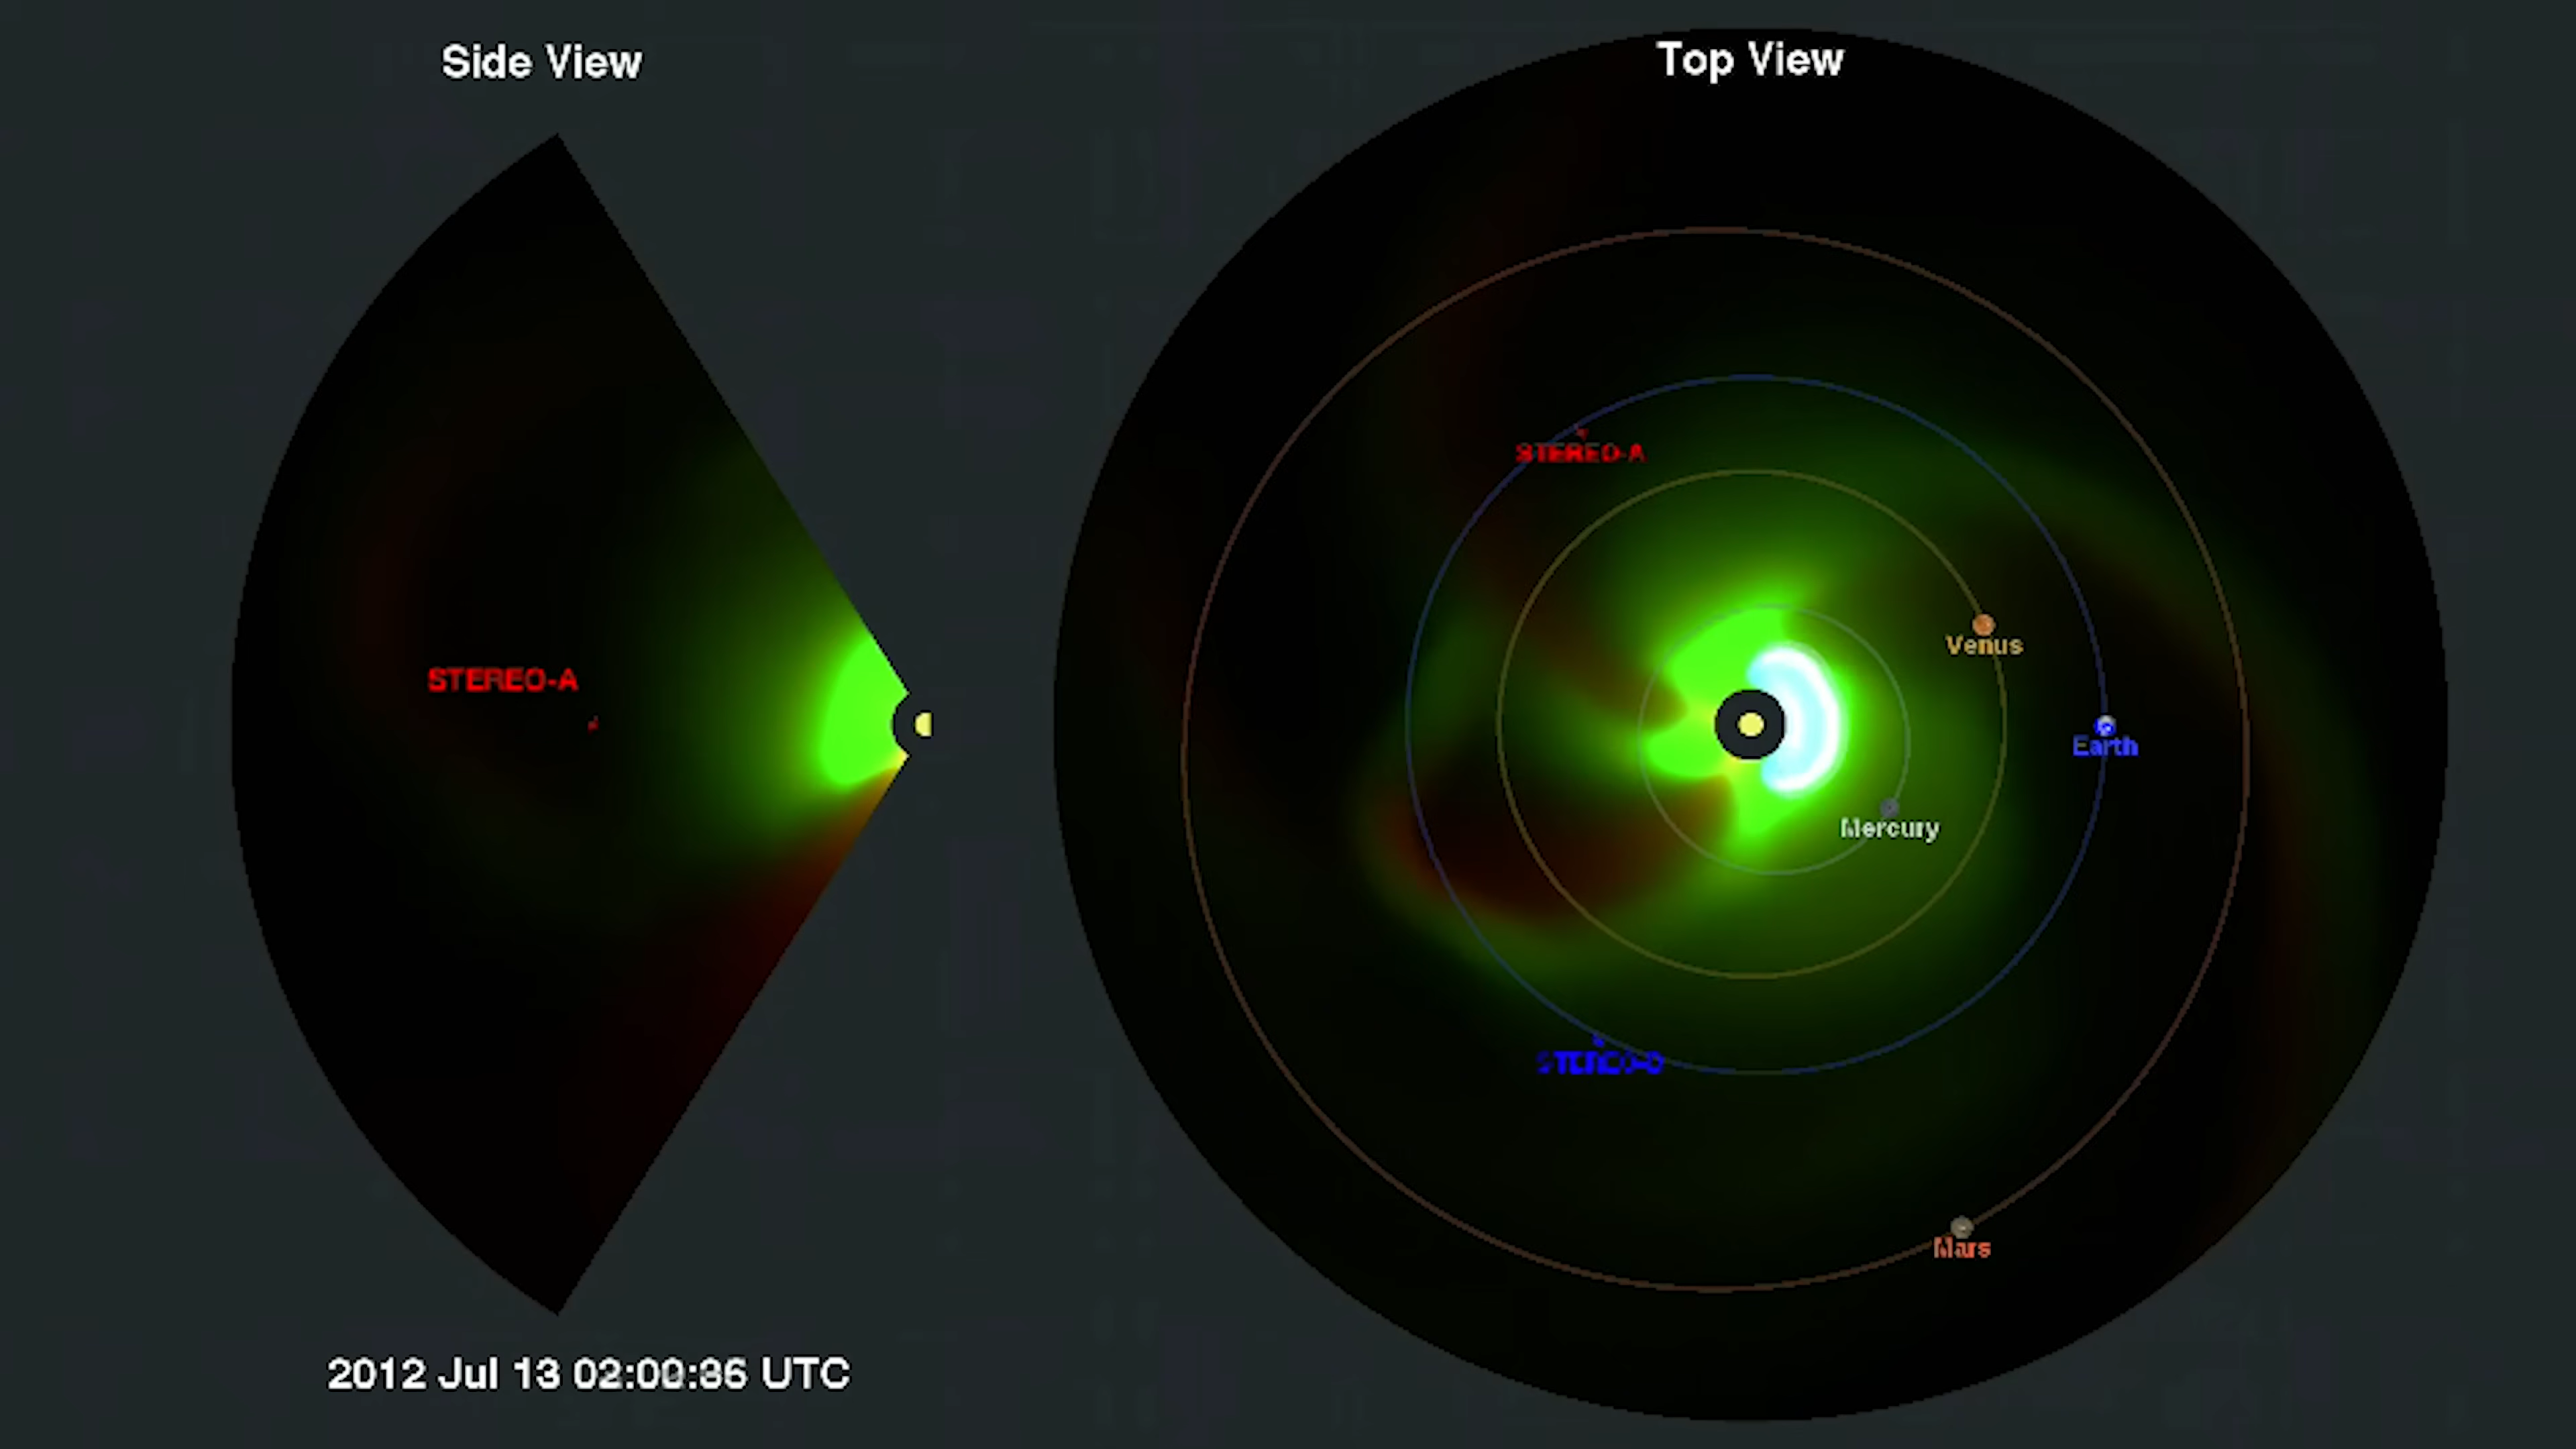 Side View
Top View
STEREO-A
STEREO-A
Venus
Earth
Mercury
Mars
2012 Jul 13 02:00:36 UTC